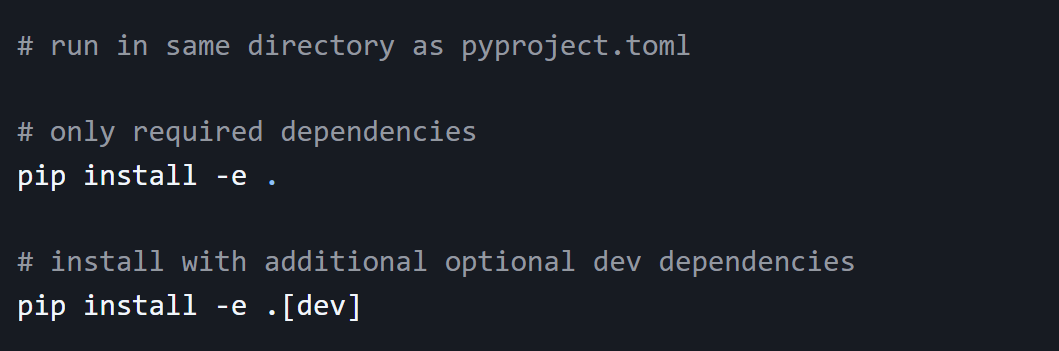 # run in same directory as pyproject.toml
# only required dependencies
pip install -e .
# install with additional optional dev dependencies
pip install -e .[dev]